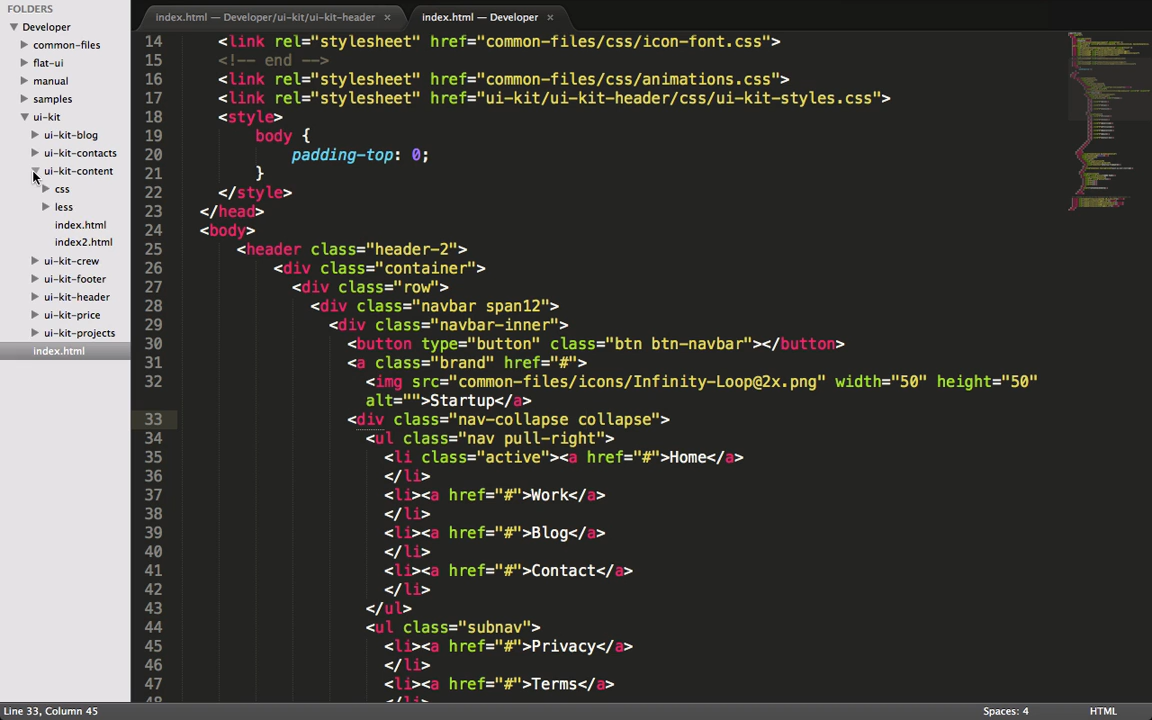 FOLDERS
Developer
common-files
flat-ui
manual
samples
ui-kit
ui-kit-blog
ui-kit-contacts
ui-kit-content
css
less
index.html
index2.html
ui-kit-crew
ui-kit-footer
ui-kit-header
ui-kit-price
ui-kit-projects
index.html
index.html — Developer/ui-kit/ui-kit-header ×
index.html — Developer ×
14 <link rel="stylesheet" href="common-files/css/icon-font.css">
15 <!-- end -->
16 <link rel="stylesheet" href="common-files/css/animations.css">
17 <link rel="stylesheet" href="ui-kit/ui-kit-header/css/ui-kit-styles.css">
18 <style>
19 body {
20 padding-top: 0;
21 }
22 </style>
23 </head>
24 <body>
25 <header class="header-2">
26 <div class="container">
27 <div class="row">
28 <div class="navbar span12">
29 <div class="navbar-inner">
30 <button type="button" class="btn btn-navbar"></button>
31 <a class="brand" href="#">
32 <img src="common-files/icons/Infinity-Loop@2x.png" width="50" height="50"
alt="">Startup</a>
33 <div class="nav-collapse collapse">
34 <ul class="nav pull-right">
35 <li class="active"><a href="#">Home</a>
36 </li>
37 <li><a href="#">Work</a>
38 </li>
39 <li><a href="#">Blog</a>
40 </li>
41 <li><a href="#">Contact</a>
42 </li>
43 </ul>
44 <ul class="subnav">
45 <li><a href="#">Privacy</a>
46 </li>
47 <li><a href="#">Terms</a>
48 </li>
Line 33, Column 45
Spaces: 4
HTML